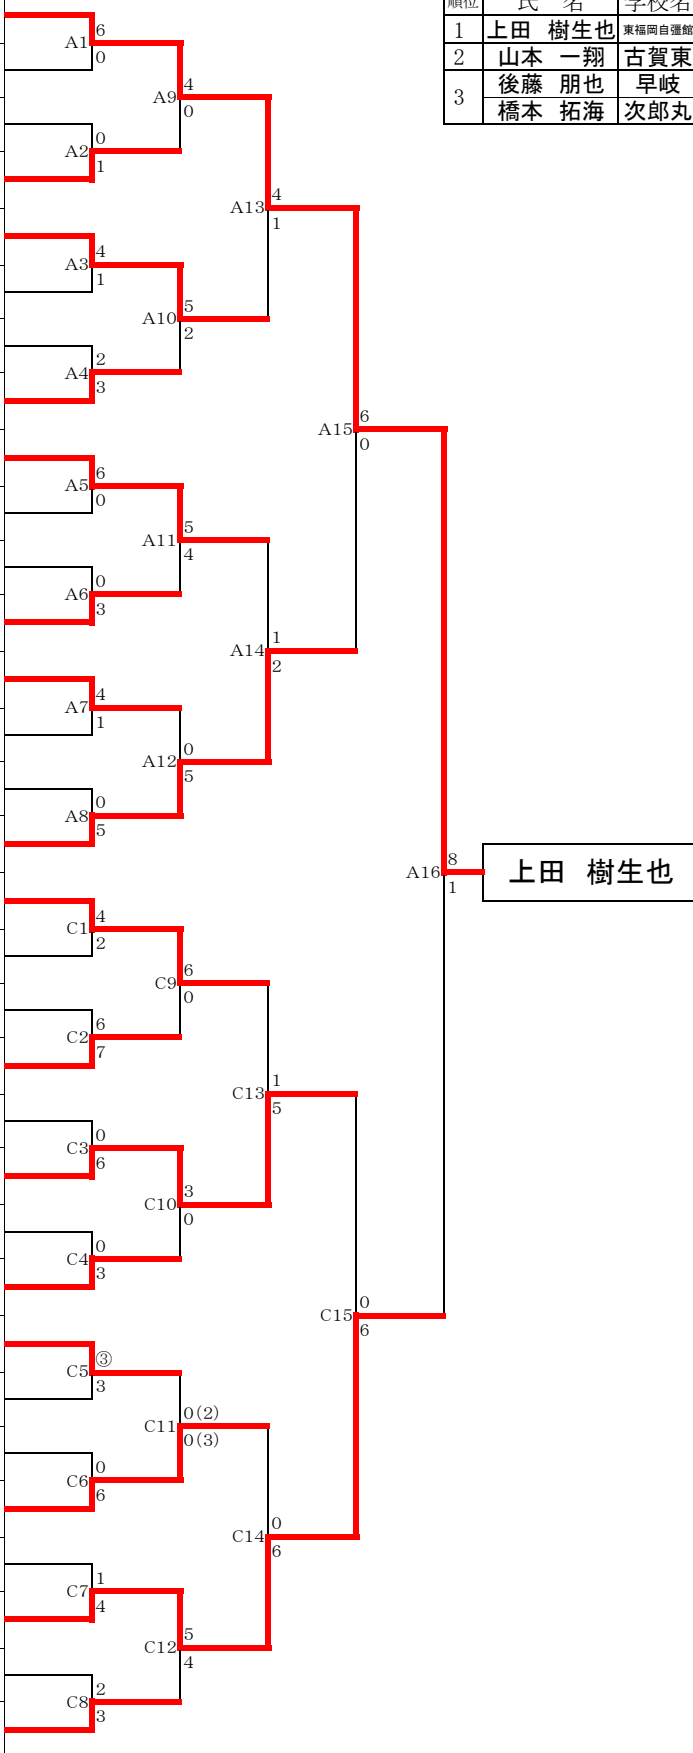 順位 氏 名 学校名
1 上田 樹生也 東福岡自彊館
2 山本 一翔 古賀東
3 後藤 朋也 早岐
橋本 拓海 次郎丸
A1 6 0
A9 4 0
A2 0 1
A13 4 1
A3 4 1
A10 5 2
A4 2 3
A15 6 0
A5 6 0
A11 5 4
A6 0 3
A14 1 2
A7 4 1
A12 0 5
A8 0 5
A16 8 1
上田 樹生也
C1 4 2
C9 6 0
C2 6 7
C13 1 5
C3 0 6
C10 3 0
C4 0 3
C15 0 6
C5 ③ 3
C11 0(2) 0(3)
C6 0 6
C14 0 6
C7 1 4
C12 5 4
C8 2 3